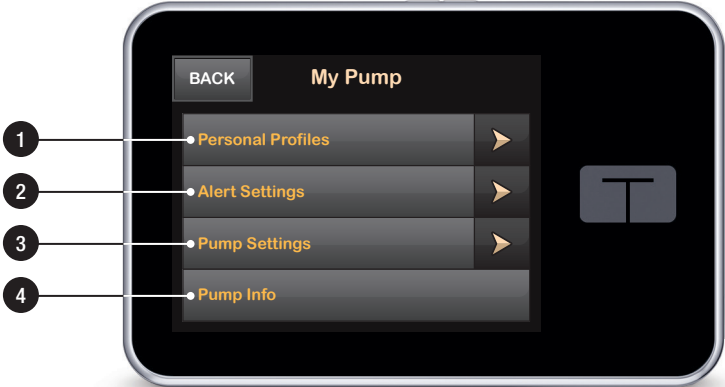 BACK
My Pump
1
Personal Profiles
2
Alert Settings
3
Pump Settings
4
Pump Info